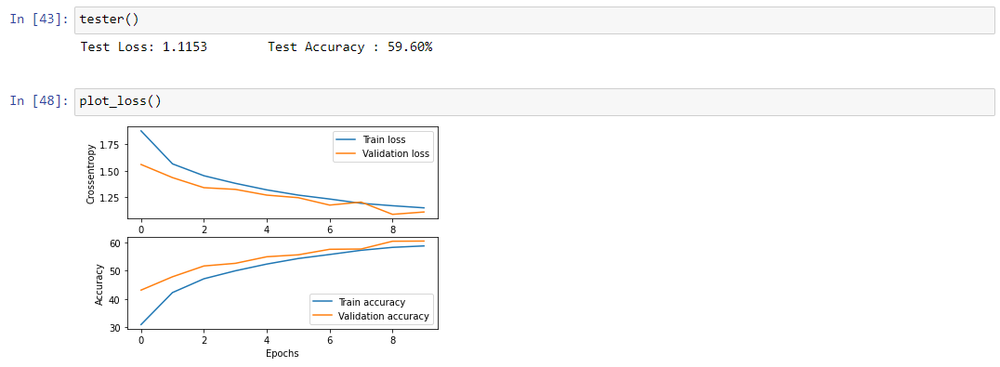 In [43]: tester()
Test Loss: 1.1153 Test Accuracy : 59.60%
In [48]: plot_loss()
Train loss
Validation loss
Crossentropy
1.75
1.50
1.25
0 2 4 6 8
Accuracy
60
50
40
30
Train accuracy
Validation accuracy
0 2 4 6 8
Epochs